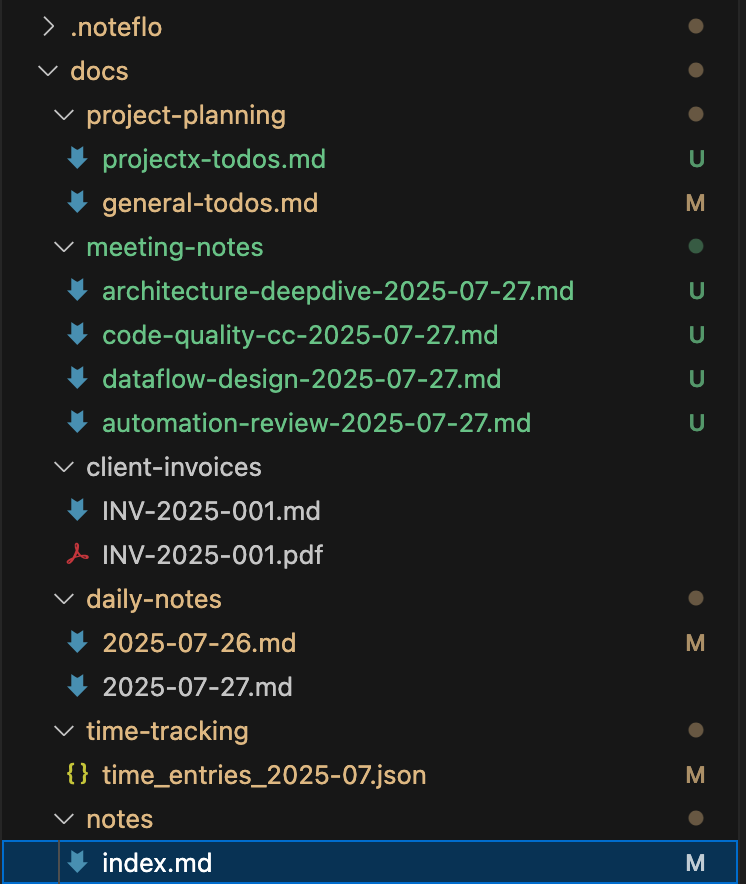 .noteflo
docs
project-planning
projectx-todos.md U
general-todos.md M
meeting-notes
architecture-deepdive-2025-07-27.md U
code-quality-cc-2025-07-27.md U
dataflow-design-2025-07-27.md U
automation-review-2025-07-27.md U
client-invoices
INV-2025-001.md
INV-2025-001.pdf
daily-notes
2025-07-26.md M
2025-07-27.md
time-tracking
{} time_entries_2025-07.json M
notes
index.md M